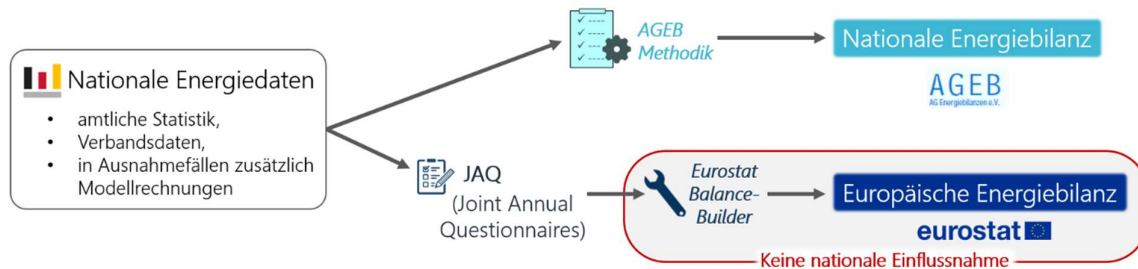 Nationale Energiedaten
• amtliche Statistik,
• Verbandsdaten,
• in Ausnahmefällen zusätzlich
Modellrechnungen
AGEB
Methodik
Nationale Energiebilanz
AGEB
AG Energiebilanzen e.V.
JAQ
(Joint Annual
Questionnaires)
Eurostat
Balance-
Builder
Europäische Energiebilanz
eurostat
Keine nationale Einflussnahme